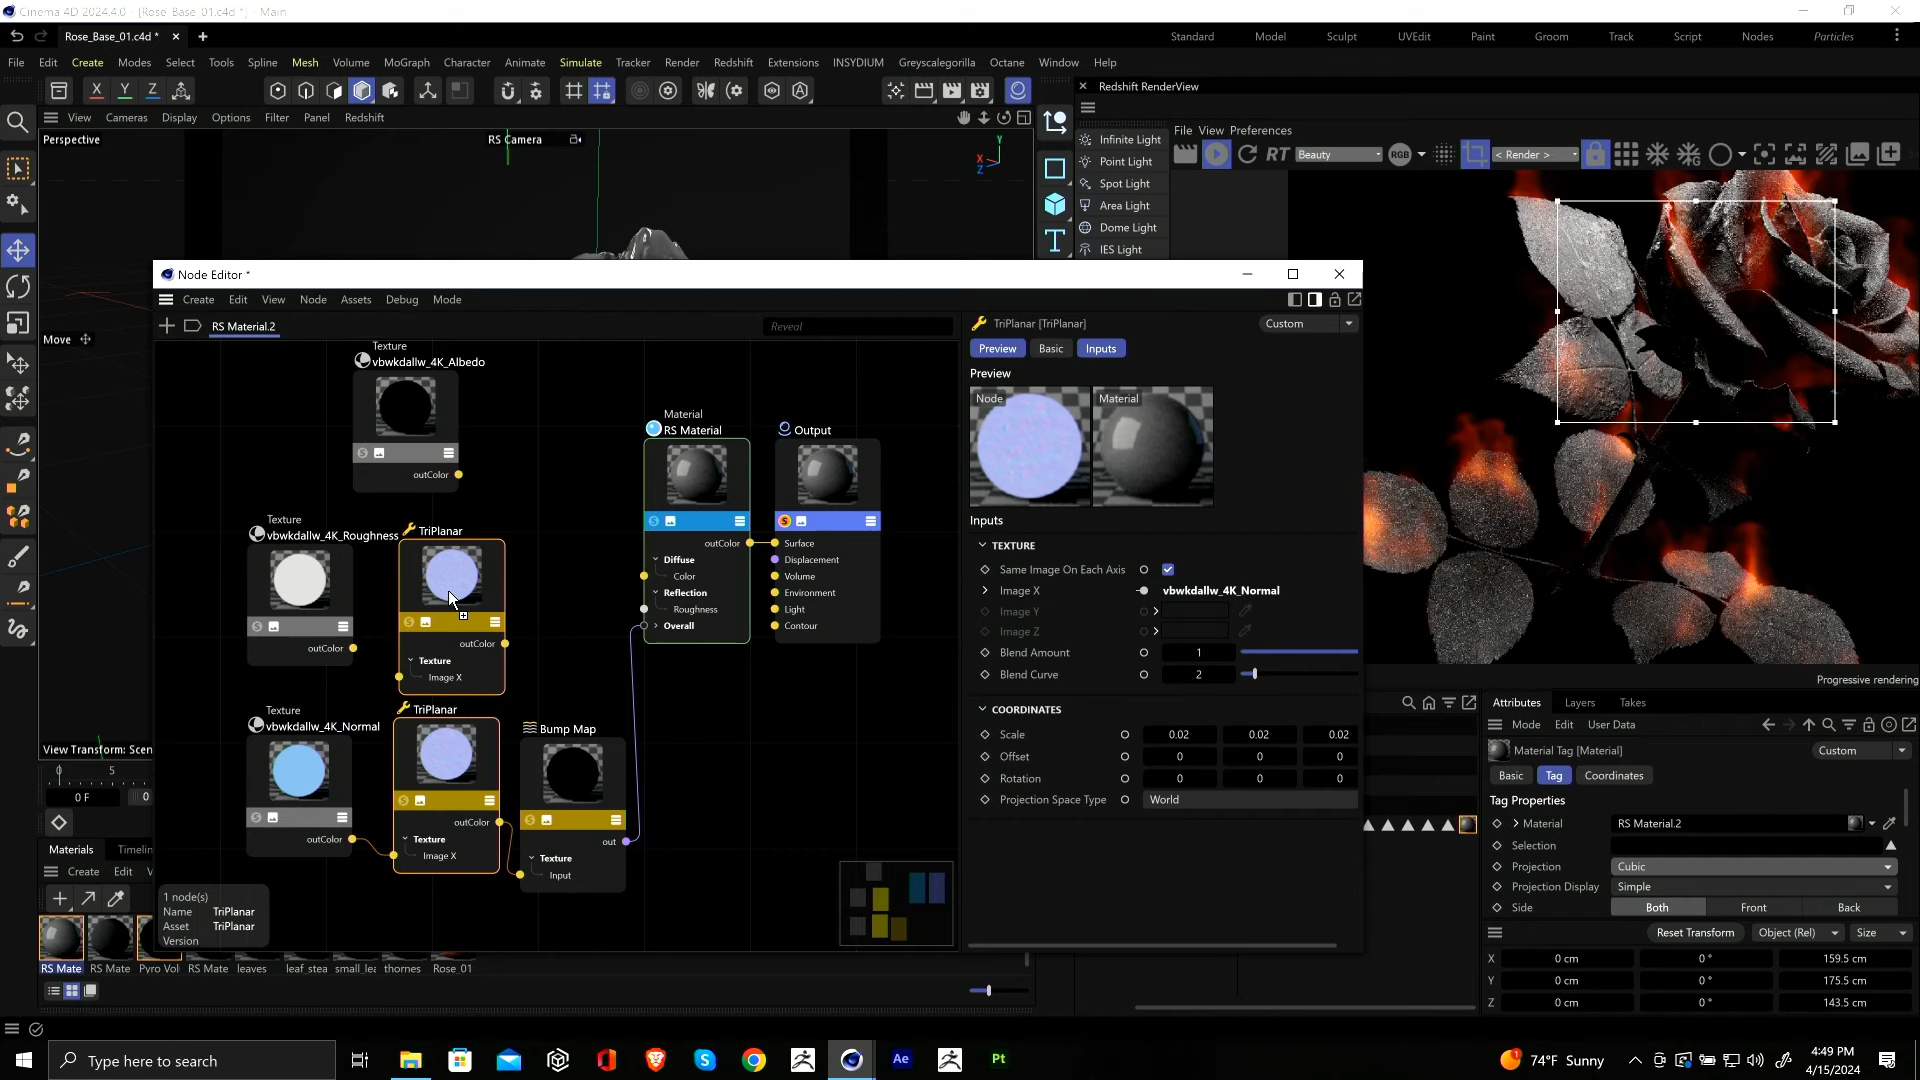 Cinema 4D 2024.4.0 - [Rose_Base_01.c4d *] - Main
Rose_Base_01.c4d *
Standard Model Sculpt UVEdit Paint Groom Track Script Nodes Particles
File Edit Create Modes Select Tools Spline Mesh Volume MoGraph Character Animate Simulate Tracker Render Redshift Extensions INSYDIUM Greyscalegorilla Octane Window Help
X Y Z
Redshift RenderView
View Cameras Display Options Filter Panel Redshift
File View Preferences
Perspective
RS Camera
Y
X
Z
RT Beauty RGB < Render >
Infinite Light
Point Light
Spot Light
Area Light
Dome Light
IES Light
Node Editor *
Create Edit View Node Assets Debug Mode
RS Material.2
Reveal
Move
Texture
vbwkdallw_4K_Albedo
outColor
Material
RS Material
Output
outColor
Diffuse
Color
Reflection
Roughness
Overall
Surface
Displacement
Volume
Environment
Light
Contour
Texture
vbwkdallw_4K_Roughness
outColor
TriPlanar
outColor
Texture
Image X
Texture
vbwkdallw_4K_Normal
outColor
TriPlanar
outColor
Texture
Image X
Bump Map
out
Texture
Input
1 node(s)
Name TriPlanar
Asset TriPlanar
Version
TriPlanar [TriPlanar]
Custom
Preview Basic Inputs
Preview
Node
Material
Inputs
TEXTURE
Same Image On Each Axis
Image X vbwkdallw_4K_Normal
Image Y
Image Z
Blend Amount 1
Blend Curve 2
COORDINATES
Scale 0.02 0.02 0.02
Offset 0 0 0
Rotation 0 0 0
Projection Space Type World
View Transform: Scen
0 5
0 F 0
Materials Timelin
Create Edit V
RS Mate RS Mate Pyro Vol RS Mate leaves leaf_stea small_lea thornes Rose_01
Progressive rendering
Attributes Layers Takes
Mode Edit User Data
Material Tag [Material]
Custom
Basic Tag Coordinates
Tag Properties
Material RS Material.2
Selection
Projection Cubic
Projection Display Simple
Side Both Front Back
Reset Transform Object (Rel) Size
X 0 cm 0 ° 159.5 cm
Y 0 cm 0 ° 175.5 cm
Z 0 cm 0 ° 143.5 cm
Type here to search
Ae
Pt
1
74°F Sunny
4:49 PM
4/15/2024